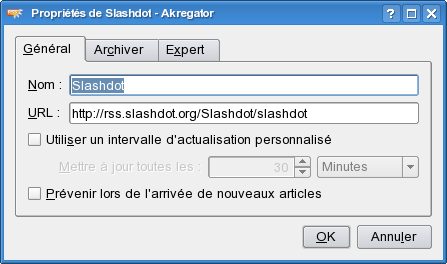 Propriétés de Slashdot - Akregator
Général Archiver Expert
Nom : Slashdot
URL : http://rss.slashdot.org/Slashdot/slashdot
Utiliser un intervalle d'actualisation personnalisé
Mettre à jour toutes les : 30 Minutes
Prévenir lors de l'arrivée de nouveaux articles
OK Annuler